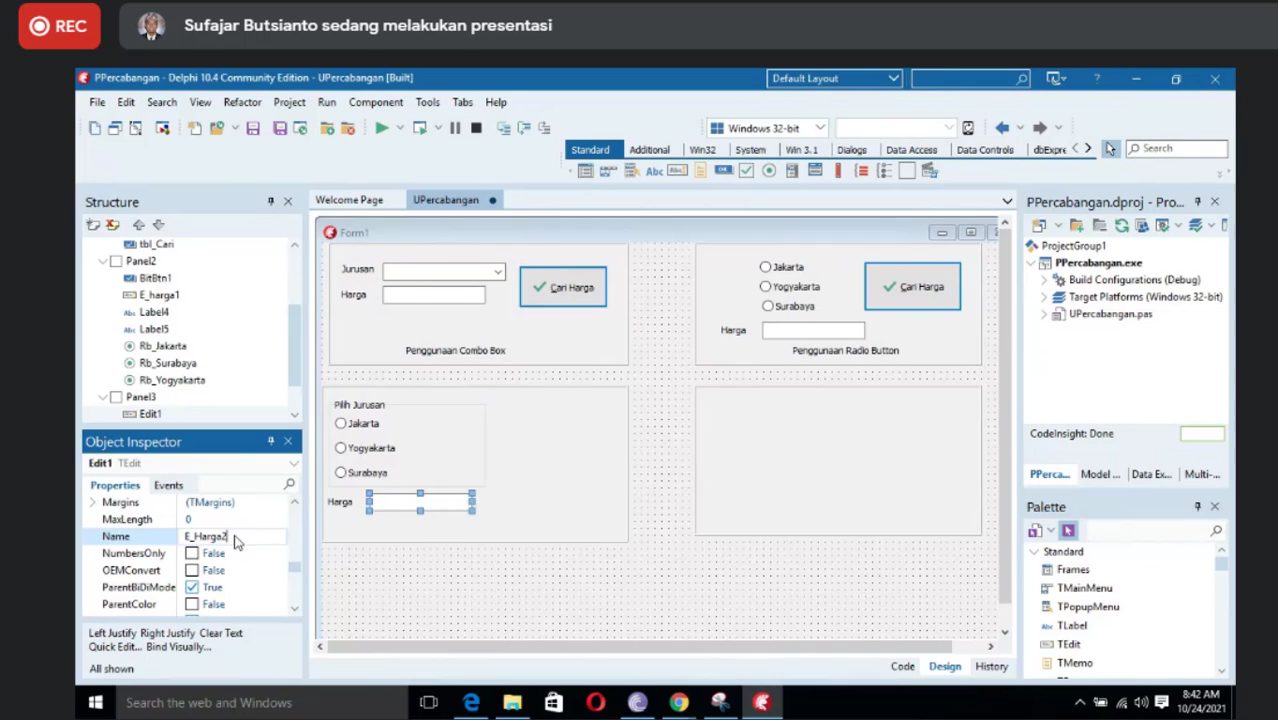 REC
Sufajar Butsianto sedang melakukan presentasi
PPercabangan - Delphi 10.4 Community Edition - UPercabangan [Built]
Default Layout
File Edit Search View Refactor Project Run Component Tools Tabs Help
Windows 32-bit
Standard Additional Win32 System Win 3.1 Dialogs Data Access Data Controls dbExpre
Search
Structure
tbl_Cari
Panel2
BitBtn1
E_harga1
Label4
Label5
Rb_Jakarta
Rb_Surabaya
Rb_Yogyakarta
Panel3
Edit1
Object Inspector
Edit1 TEdit
Properties Events
Margins (TMargins)
MaxLength 0
Name E_Harga2
NumbersOnly False
OEMConvert False
ParentBiDiMode True
ParentColor False
Left Justify Right Justify Clear Text
Quick Edit... Bind Visually...
All shown
Welcome Page UPercabangan
Form1
Jurusan
Harga
Cari Harga
Penggunaan Combo Box
Jakarta
Yogyakarta
Surabaya
Cari Harga
Harga
Penggunaan Radio Button
Pilih Jurusan
Jakarta
Yogyakarta
Surabaya
Harga
Code Design History
PPercabangan.dproj - Pro...
ProjectGroup1
PPercabangan.exe
Build Configurations (Debug)
Target Platforms (Windows 32-bit)
UPercabangan.pas
CodeInsight: Done
PPerca... Model ... Data Ex... Multi-...
Palette
Standard
Frames
TMainMenu
TPopupMenu
TLabel
TEdit
TMemo
Search the web and Windows
8:42 AM
10/24/2021